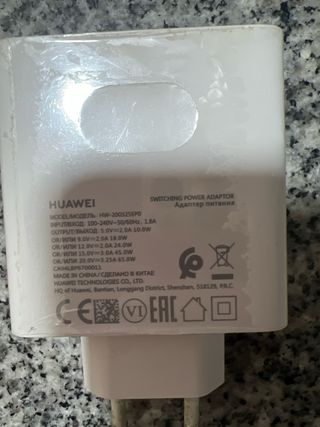 HUAWEI
SWITCHING POWER ADAPTOR
Адаптер питания
MODEL/МОДЕЛЬ: HW-200325EP0
INPUT/ВХОД: 100-240V~50/60Hz, 1.8A
OUTPUT/ВЫХОД: 5.0V⎓2.0A 10.0W
OR/ИЛИ 9.0V⎓2.0A 18.0W
OR/ИЛИ 12.0V⎓2.0A 24.0W
OR/ИЛИ 15.0V⎓3.0A 45.0W
OR/ИЛИ 20.0V⎓3.25A 65.0W
MADE IN CHINA/СДЕЛАНО В КИТАЕ
HUAWEI TECHNOLOGIES CO., LTD.
HQ of Huawei, Bantian, Longgang District, Shenzhen, 518129, P.R.C.
CE
VI
EAC